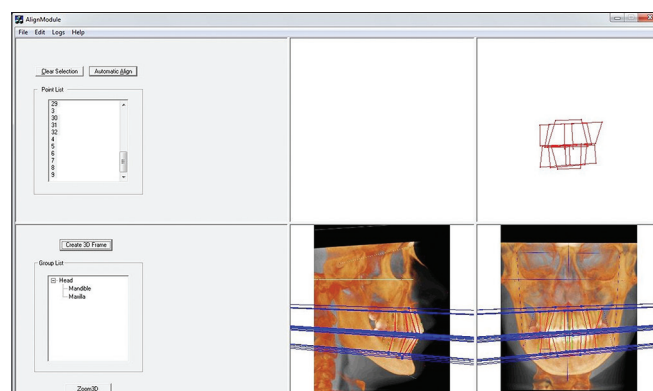 AlignModule
File Edit Logs Help
Clear Selection Automatic Align
Point List
29
3
30
31
32
4
5
6
7
8
9
Create 3D Frame
Group List
Head
Mandible
Maxilla
Zoom3D